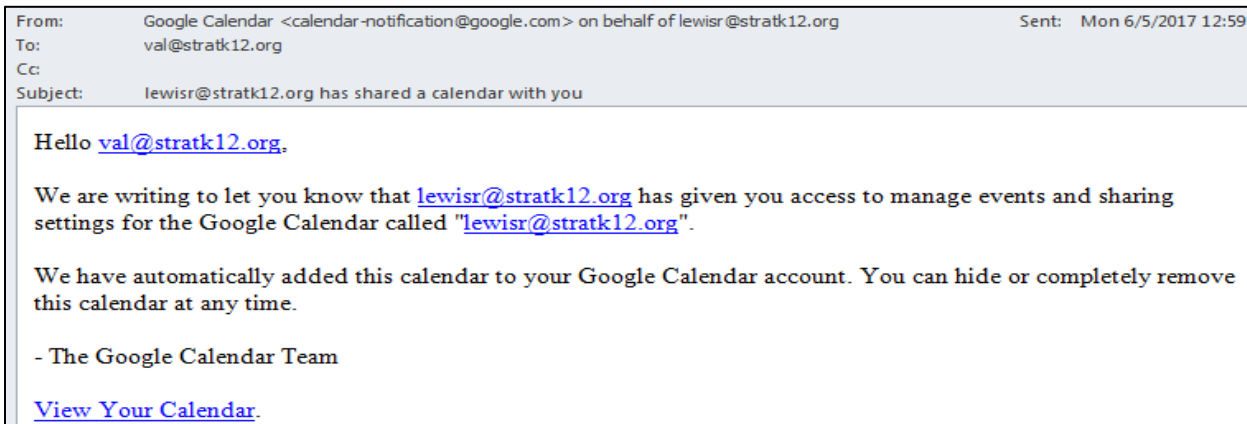 From: Google Calendar <calendar-notification@google.com> on behalf of lewisr@stratk12.org Sent: Mon 6/5/2017 12:59
To: val@stratk12.org
Cc:
Subject: lewisr@stratk12.org has shared a calendar with you
Hello val@stratk12.org,
We are writing to let you know that lewisr@stratk12.org has given you access to manage events and sharing
settings for the Google Calendar called "lewisr@stratk12.org".
We have automatically added this calendar to your Google Calendar account. You can hide or completely remove
this calendar at any time.
- The Google Calendar Team
View Your Calendar.